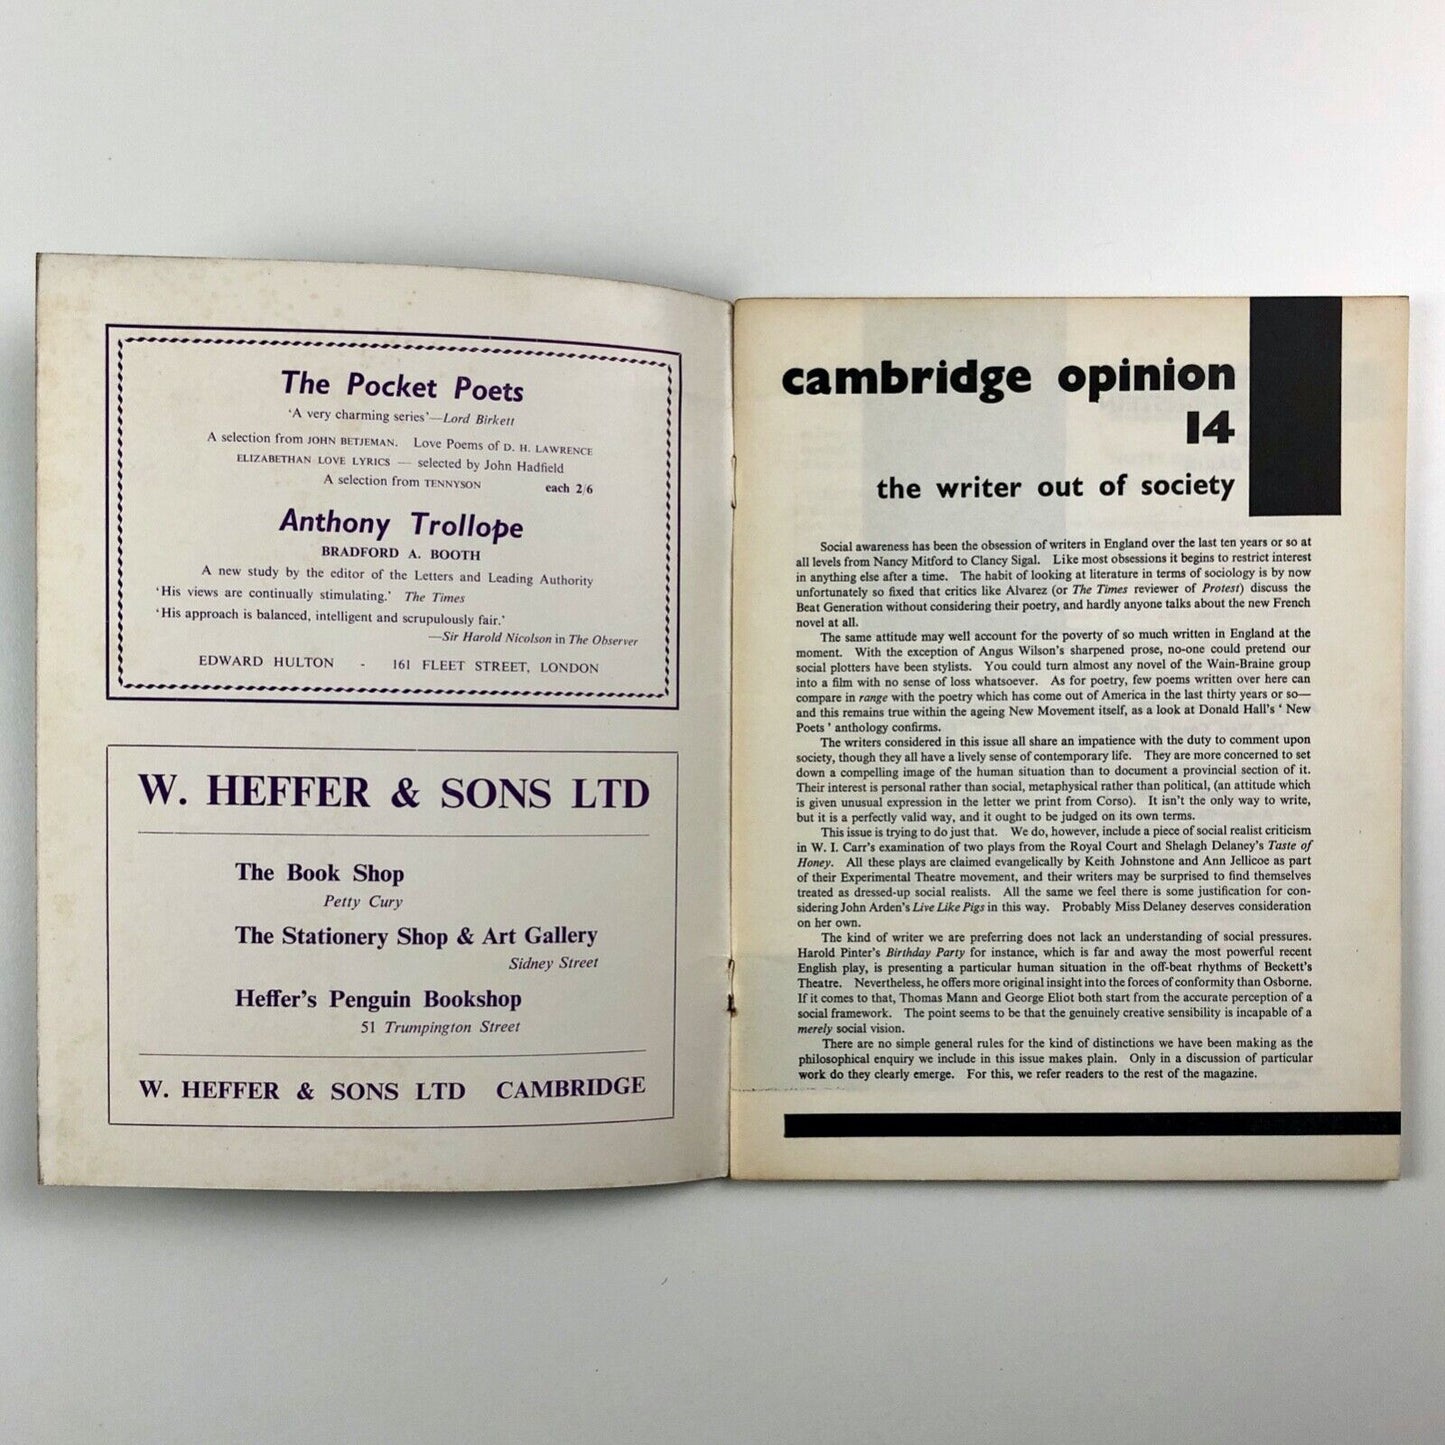 The Pocket Poets
'A very charming series'—Lord Birkett
A selection from JOHN BETJEMAN. Love Poems of D. H. LAWRENCE
ELIZABETHAN LOVE LYRICS — selected by John Hadfield
A selection from TENNYSON each 2/6
Anthony Trollope
BRADFORD A. BOOTH
A new study by the editor of the Letters and Leading Authority
'His views are continually stimulating.' The Times
'His approach is balanced, intelligent and scrupulously fair.'
—Sir Harold Nicolson in The Observer
EDWARD HULTON - 161 FLEET STREET, LONDON
W. HEFFER & SONS LTD
The Book Shop
Petty Cury
The Stationery Shop & Art Gallery
Sidney Street
Heffer's Penguin Bookshop
51 Trumpington Street
W. HEFFER & SONS LTD CAMBRIDGE
cambridge opinion
14
the writer out of society
Social awareness has been the obsession of writers in England over the last ten years or so at
all levels from Nancy Mitford to Clancy Sigal. Like most obsessions it begins to restrict interest
in anything else after a time. The habit of looking at literature in terms of sociology is by now
unfortunately so fixed that critics like Alvarez (or The Times reviewer of Protest) discuss the
Beat Generation without considering their poetry, and hardly anyone talks about the new French
novel at all.
The same attitude may well account for the poverty of so much written in England at the
moment. With the exception of Angus Wilson's sharpened prose, no-one could pretend our
social plotters have been stylists. You could turn almost any novel of the Wain-Braine group
into a film with no sense of loss whatsoever. As for poetry, few poems written over here can
compare in range with the poetry which has come out of America in the last thirty years or so—
and this remains true within the ageing New Movement itself, as a look at Donald Hall's ' New
Poets ' anthology confirms.
The writers considered in this issue all share an impatience with the duty to comment upon
society, though they all have a lively sense of contemporary life. They are more concerned to set
down a compelling image of the human situation than to document a provincial section of it.
Their interest is personal rather than social, metaphysical rather than political, (an attitude which
is given unusual expression in the letter we print from Corso). It isn't the only way to write,
but it is a perfectly valid way, and it ought to be judged on its own terms.
This issue is trying to do just that. We do, however, include a piece of social realist criticism
in W. I. Carr's examination of two plays from the Royal Court and Shelagh Delaney's Taste of
Honey. All these plays are claimed evangelically by Keith Johnstone and Ann Jellicoe as part
of their Experimental Theatre movement, and their writers may be surprised to find themselves
treated as dressed-up social realists. All the same we feel there is some justification for con-
sidering John Arden's Live Like Pigs in this way. Probably Miss Delaney deserves consideration
on her own.
The kind of writer we are preferring does not lack an understanding of social pressures.
Harold Pinter's Birthday Party for instance, which is far and away the most powerful recent
English play, is presenting a particular human situation in the off-beat rhythms of Beckett's
Theatre. Nevertheless, he offers more original insight into the forces of conformity than Osborne.
If it comes to that, Thomas Mann and George Eliot both start from the accurate perception of a
social framework. The point seems to be that the genuinely creative sensibility is incapable of a
merely social vision.
There are no simple general rules for the kind of distinctions we have been making as the
philosophical enquiry we include in this issue makes plain. Only in a discussion of particular
work do they clearly emerge. For this, we refer readers to the rest of the magazine.